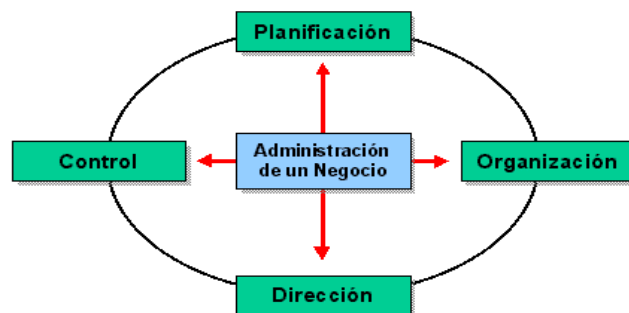 Planificación
Control
Administración
de un Negocio
Organización
Dirección